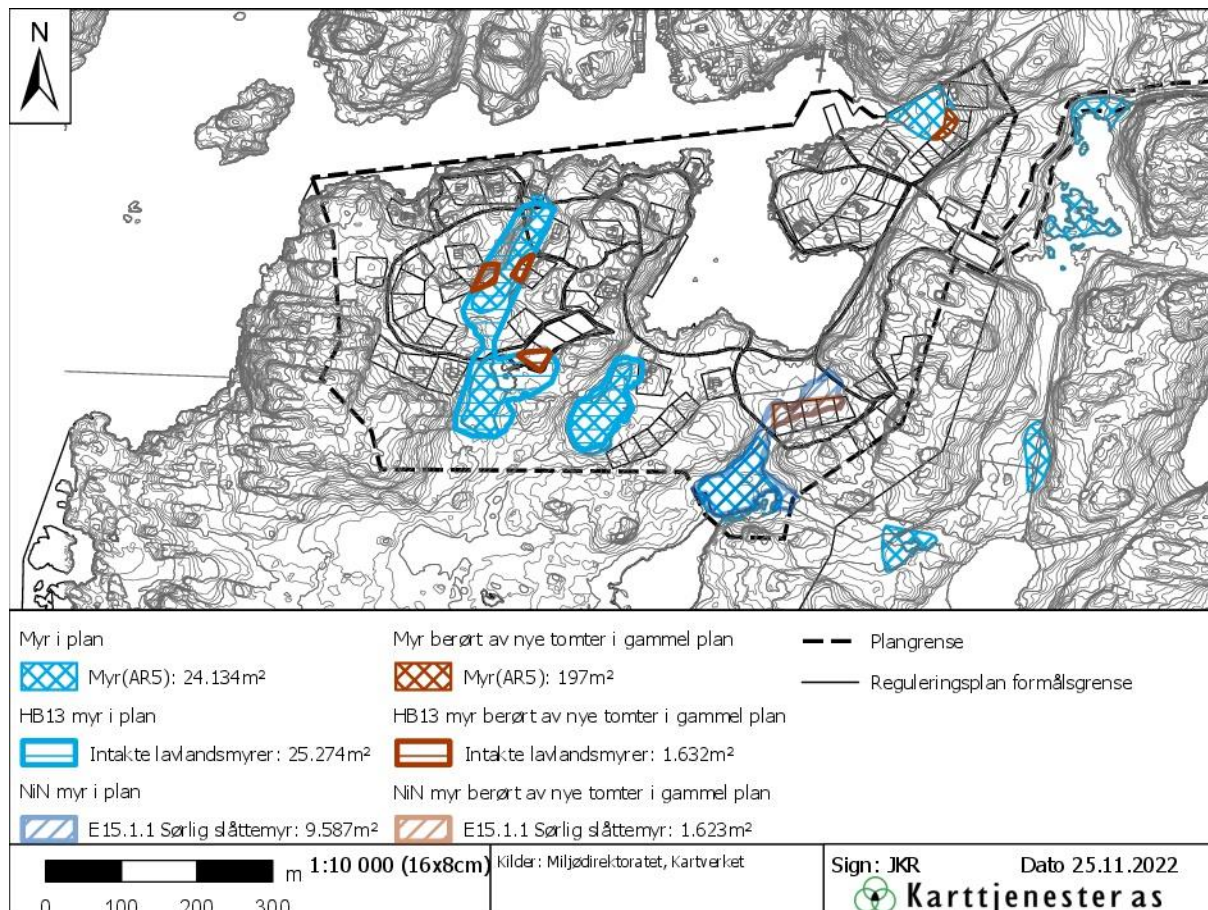 N
Myr i plan
Myr(AR5): 24.134m²
HB13 myr i plan
Intakte lavlandsmyrer: 25.274m²
NiN myr i plan
E15.1.1 Sørlig slåttemyr: 9.587m²
Myr berørt av nye tomter i gammel plan
Myr(AR5): 197m²
HB13 myr berørt av nye tomter i gammel plan
Intakte lavlandsmyrer: 1.632m²
NiN myr berørt av nye tomter i gammel plan
E15.1.1 Sørlig slåttemyr: 1.623m²
Plangrense
Reguleringsplan formålsgrense
m 1:10 000 (16x8cm)
0 100 200 300
Kilder: Miljødirektoratet, Kartverket
Sign: JKR Dato 25.11.2022
Karttjenester as